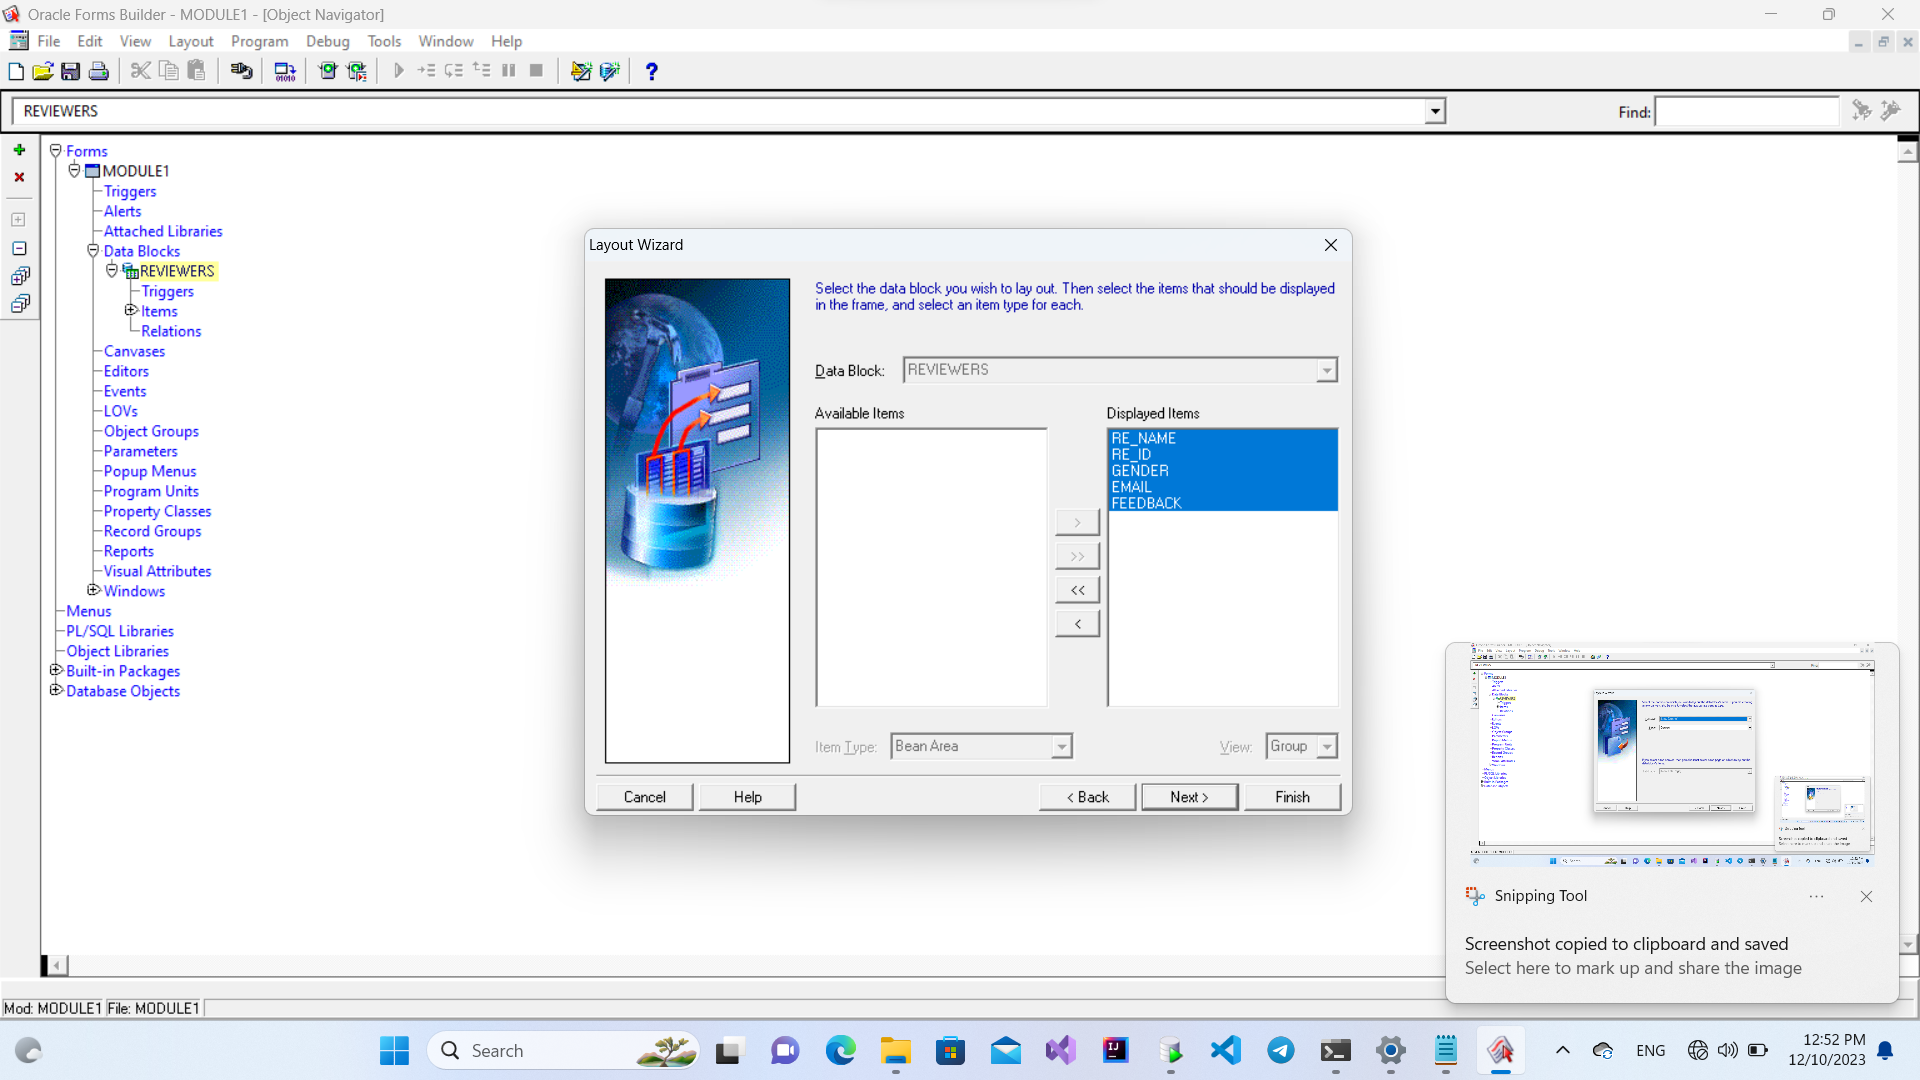 Oracle Forms Builder - MODULE1 - [Object Navigator]
File Edit View Layout Program Debug Tools Window Help
REVIEWERS
Find:
Forms
MODULE1
Triggers
Alerts
Attached Libraries
Data Blocks
REVIEWERS
Triggers
Items
Relations
Canvases
Editors
Events
LOVs
Object Groups
Parameters
Popup Menus
Program Units
Property Classes
Record Groups
Reports
Visual Attributes
Windows
Menus
PL/SQL Libraries
Object Libraries
Built-in Packages
Database Objects
Layout Wizard
Select the data block you wish to lay out. Then select the items that should be displayed
in the frame, and select an item type for each.
Data Block: REVIEWERS
Available Items
Displayed Items
RE_NAME
RE_ID
GENDER
EMAIL
FEEDBACK
>
>>
<<
<
Item Type: Bean Area
View: Group
Cancel Help < Back Next > Finish
Snipping Tool
Screenshot copied to clipboard and saved
Select here to mark up and share the image
Mod: MODULE1 File: MODULE1
Search
ENG
12:52 PM
12/10/2023